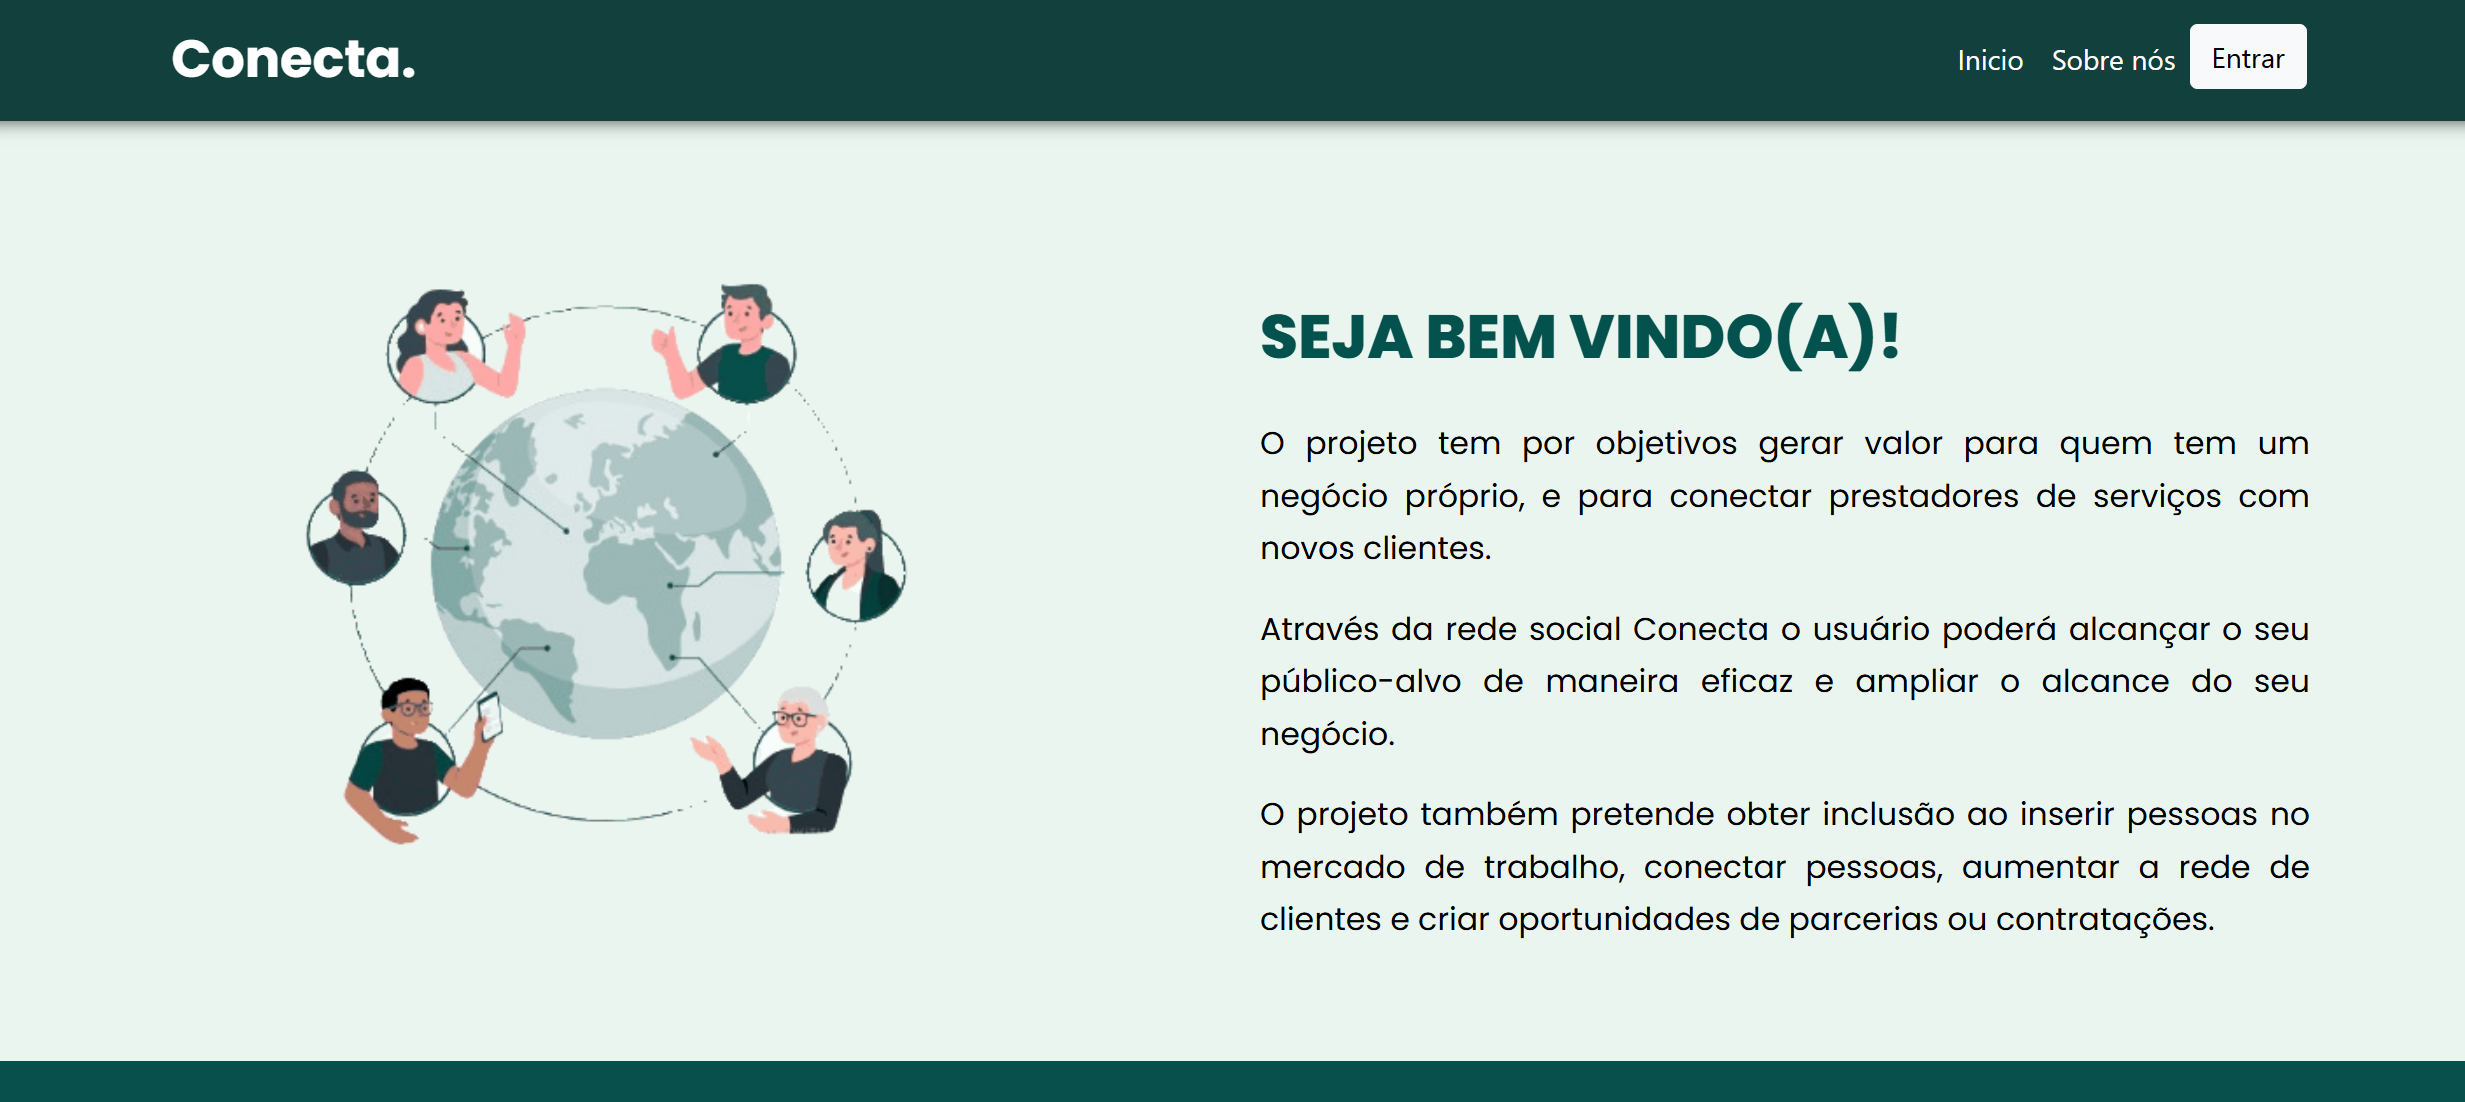 Conecta.
Inicio Sobre nós Entrar
SEJA BEM VINDO(A)!
O projeto tem por objetivos gerar valor para quem tem um
negócio próprio, e para conectar prestadores de serviços com
novos clientes.
Através da rede social Conecta o usuário poderá alcançar o seu
público-alvo de maneira eficaz e ampliar o alcance do seu
negócio.
O projeto também pretende obter inclusão ao inserir pessoas no
mercado de trabalho, conectar pessoas, aumentar a rede de
clientes e criar oportunidades de parcerias ou contratações.